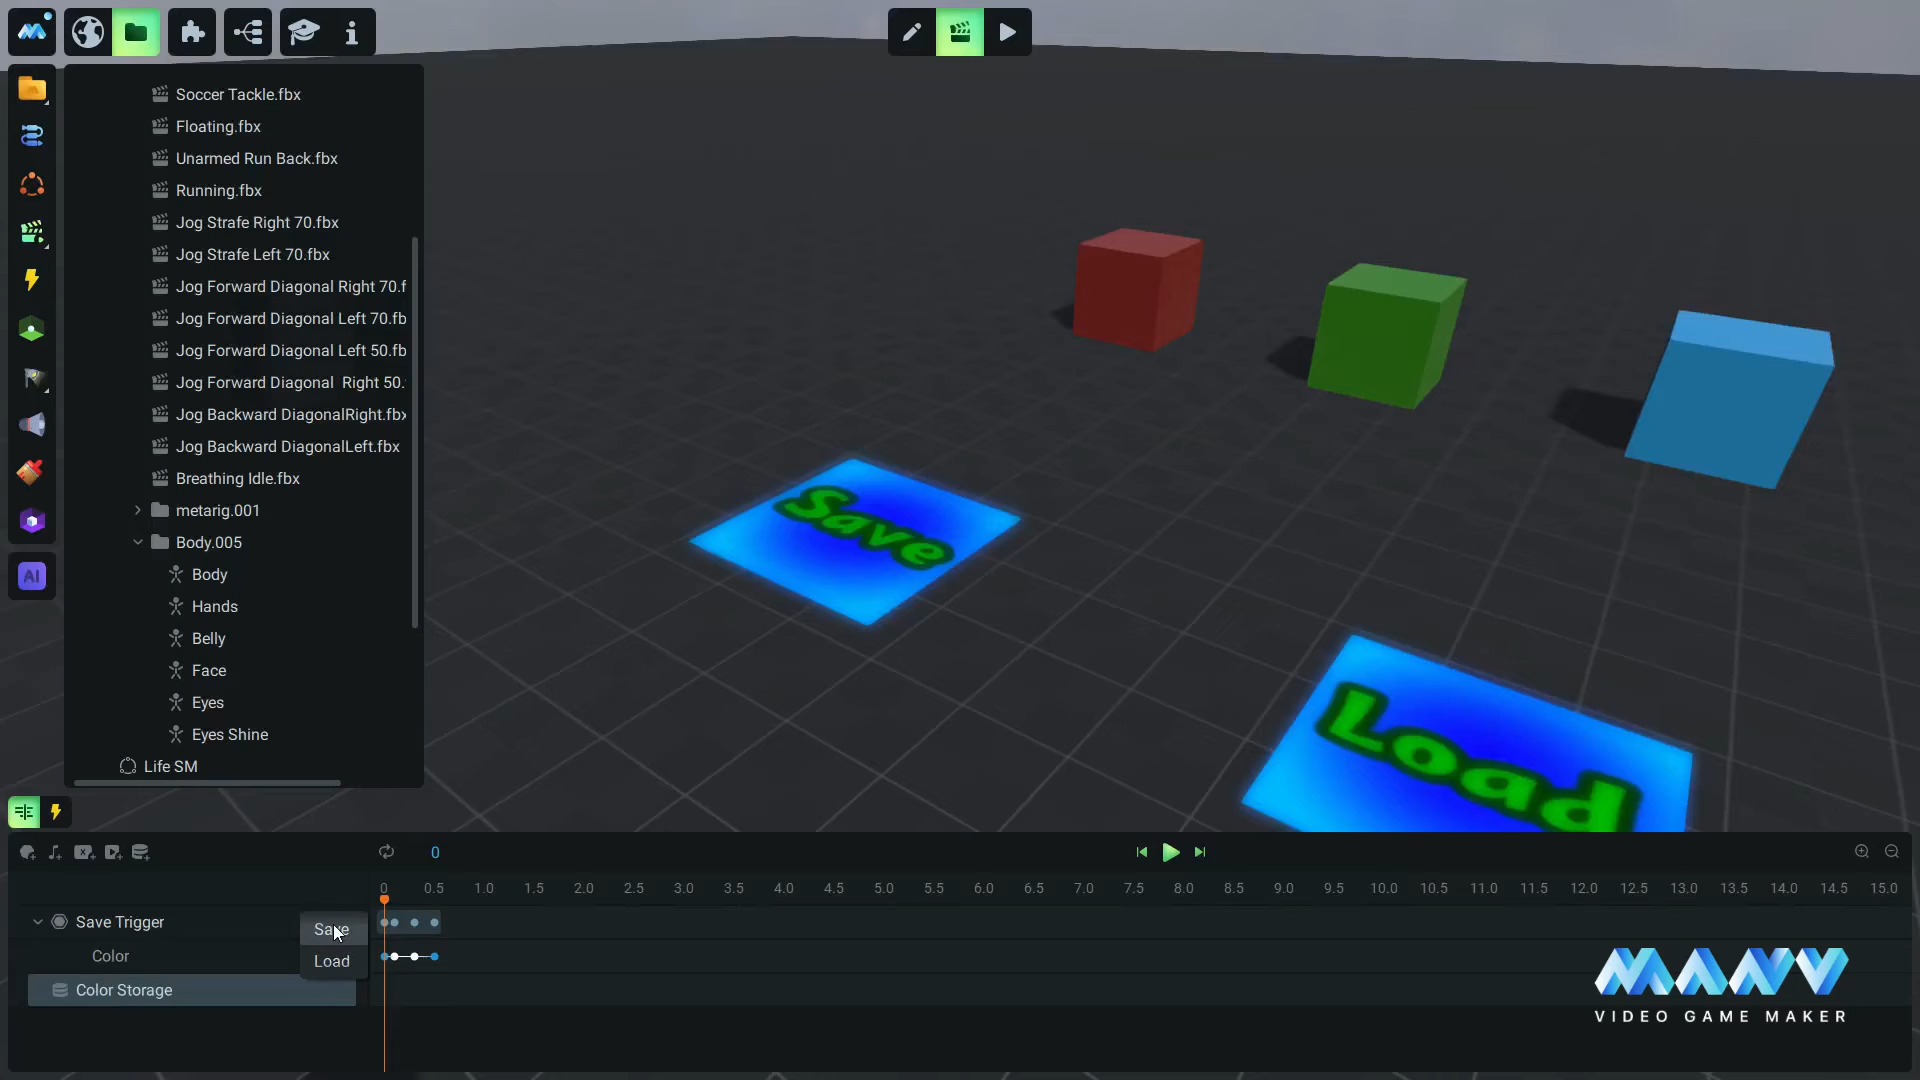 Soccer Tackle.fbx
Floating.fbx
Unarmed Run Back.fbx
Running.fbx
Jog Strafe Right 70.fbx
Jog Strafe Left 70.fbx
Jog Forward Diagonal Right 70.f
Jog Forward Diagonal Left 70.fb
Jog Forward Diagonal Left 50.fb
Jog Forward Diagonal  Right 50.
Jog Backward DiagonalRight.fbx
Jog Backward DiagonalLeft.fbx
Breathing Idle.fbx
metarig.001
Body.005
Body
Hands
Belly
Face
Eyes
Eyes Shine
Life SM
AI
Save
Load
0
0 0.5 1.0 1.5 2.0 2.5 3.0 3.5 4.0 4.5 5.0 5.5 6.0 6.5 7.0 7.5 8.0 8.5 9.0 9.5 10.0 10.5 11.0 11.5 12.0 12.5 13.0 13.5 14.0 14.5 15.0
Save Trigger
Color
Color Storage
Save
Load
MANU
VIDEO GAME MAKER